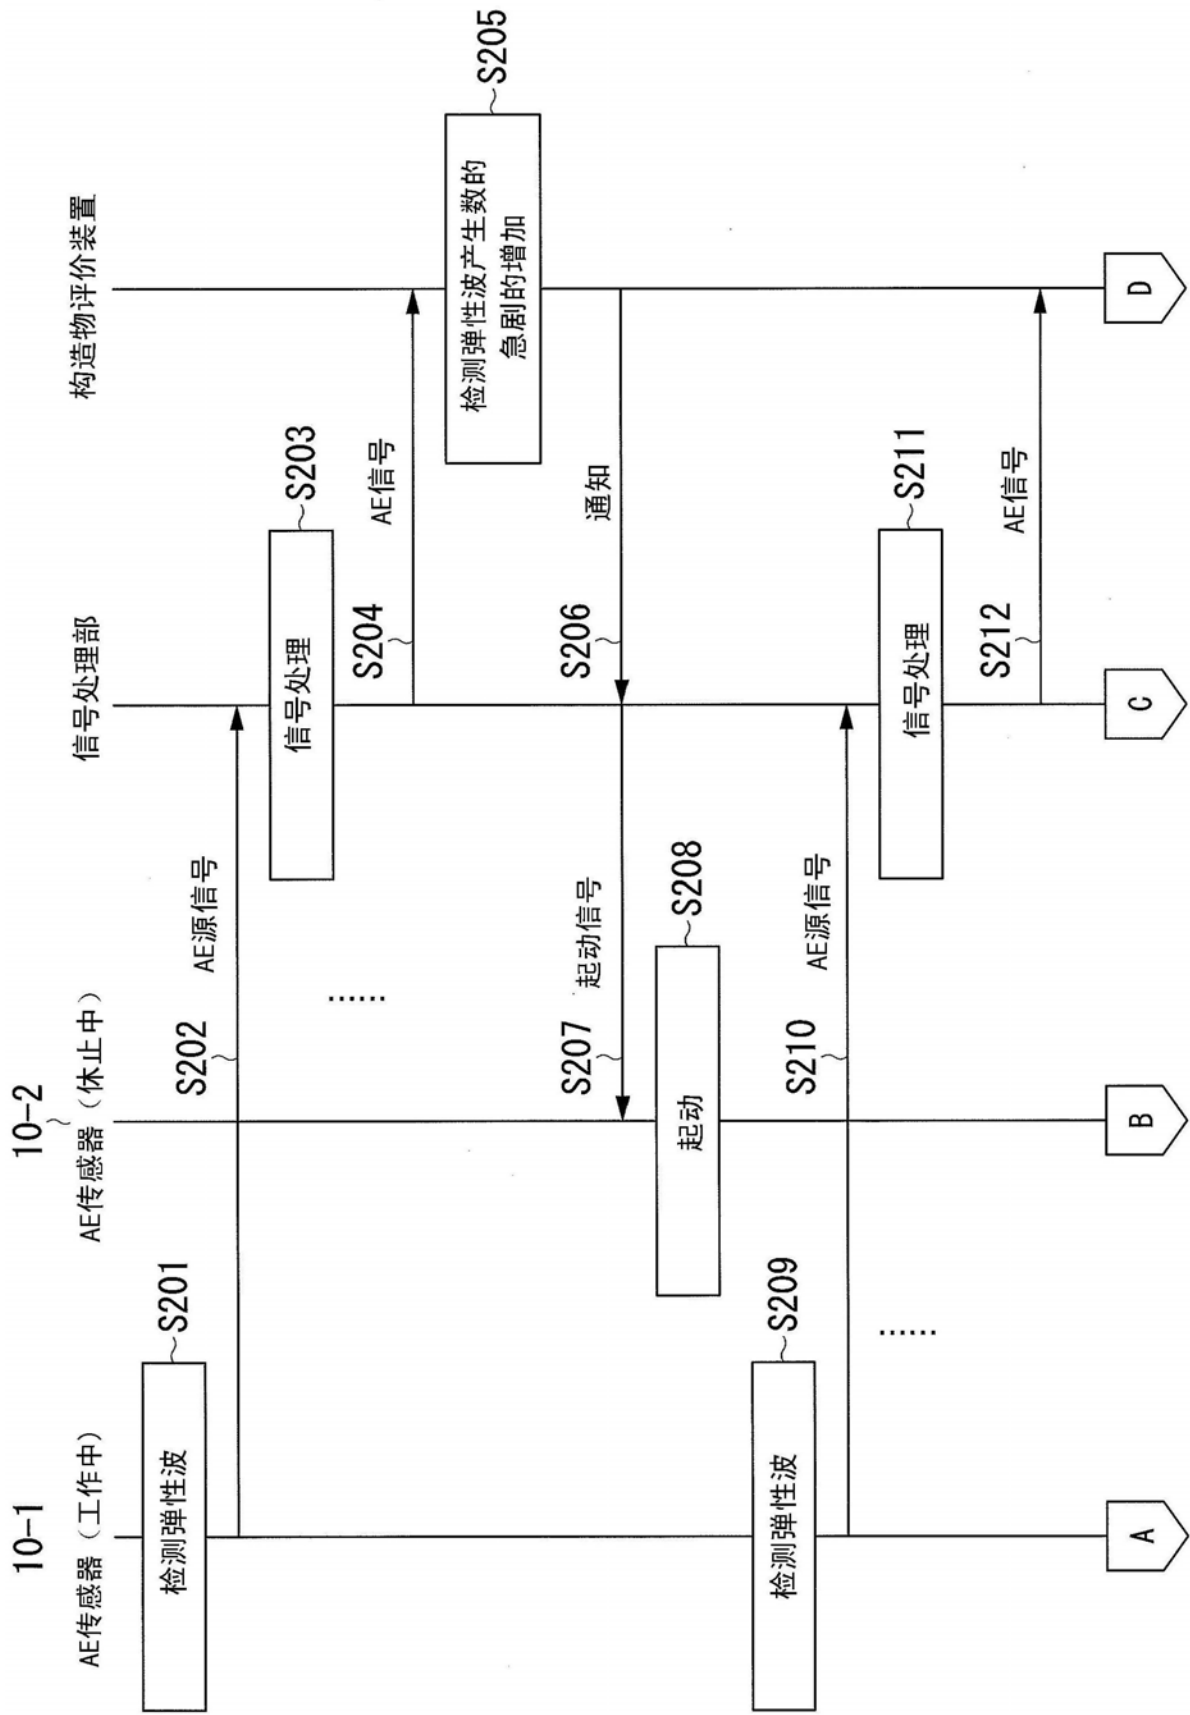 10-1
10-2
AE传感器（工作中）
AE传感器（休止中）
信号处理部
构造物评价装置
检测弹性波
S201
S202
AE源信号
信号处理
S203
......
S204
AE信号
检测弹性波产生数的
急剧的增加
S205
S206
通知
S207
起动信号
起动
S208
检测弹性波
S209
S210
AE源信号
......
信号处理
S211
S212
AE信号
A
B
C
D